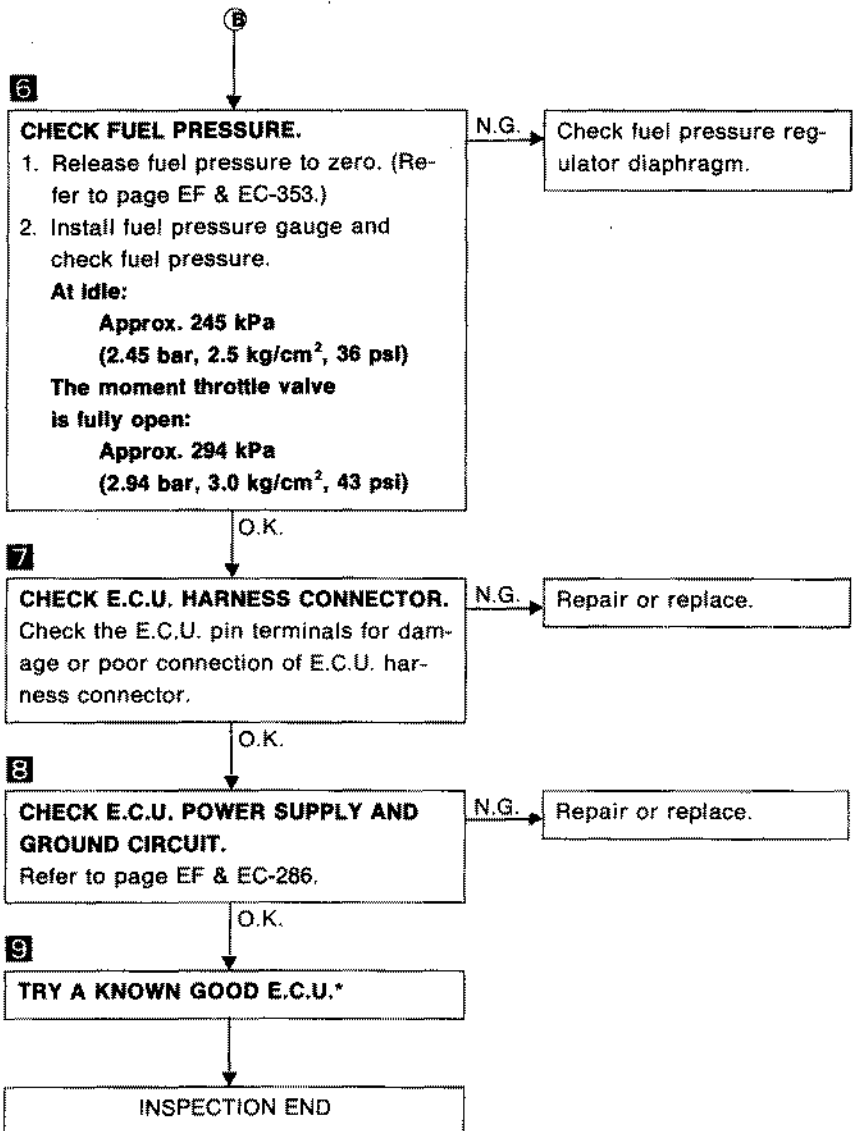 B
6
CHECK FUEL PRESSURE.
1. Release fuel pressure to zero. (Re-
fer to page EF & EC-353.)
2. Install fuel pressure gauge and
check fuel pressure.
At idle:
Approx. 245 kPa
(2.45 bar, 2.5 kg/cm², 36 psi)
The moment throttle valve
is fully open:
Approx. 294 kPa
(2.94 bar, 3.0 kg/cm², 43 psi)
N.G.
Check fuel pressure reg-
ulator diaphragm.
O.K.
7
CHECK E.C.U. HARNESS CONNECTOR.
Check the E.C.U. pin terminals for dam-
age or poor connection of E.C.U. har-
ness connector.
N.G.
Repair or replace.
O.K.
8
CHECK E.C.U. POWER SUPPLY AND
GROUND CIRCUIT.
Refer to page EF & EC-286.
N.G.
Repair or replace.
O.K.
9
TRY A KNOWN GOOD E.C.U.*
INSPECTION END